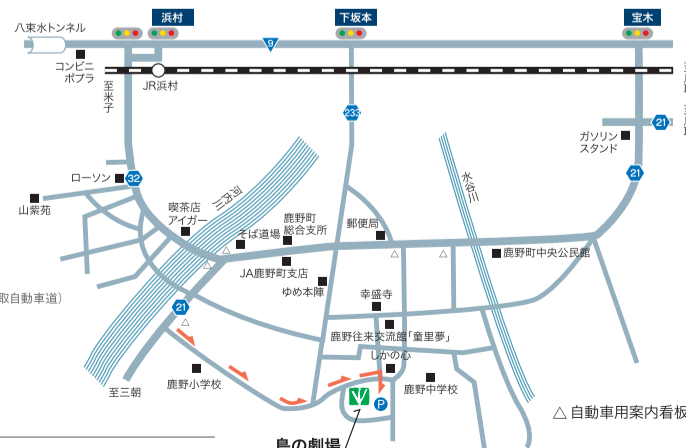 浜村
下坂本
宝木
八束水トンネル
9
コンビニ
ポプラ
JR浜村
至米子
233
21
ガソリン
スタンド
21
ローソン
32
山紫苑
喫茶店
アイガー
河内川
水谷川
そば道場
鹿野町
総合支所
郵便局
鹿野町中央公民館
JA鹿野町支店
ゆめ本陣
取自動車道）
21
幸盛寺
鹿野往来交流館「童里夢」
しかの心
鹿野小学校
鹿野中学校
至三朝
P
△自動車用案内看板
鳥の劇場